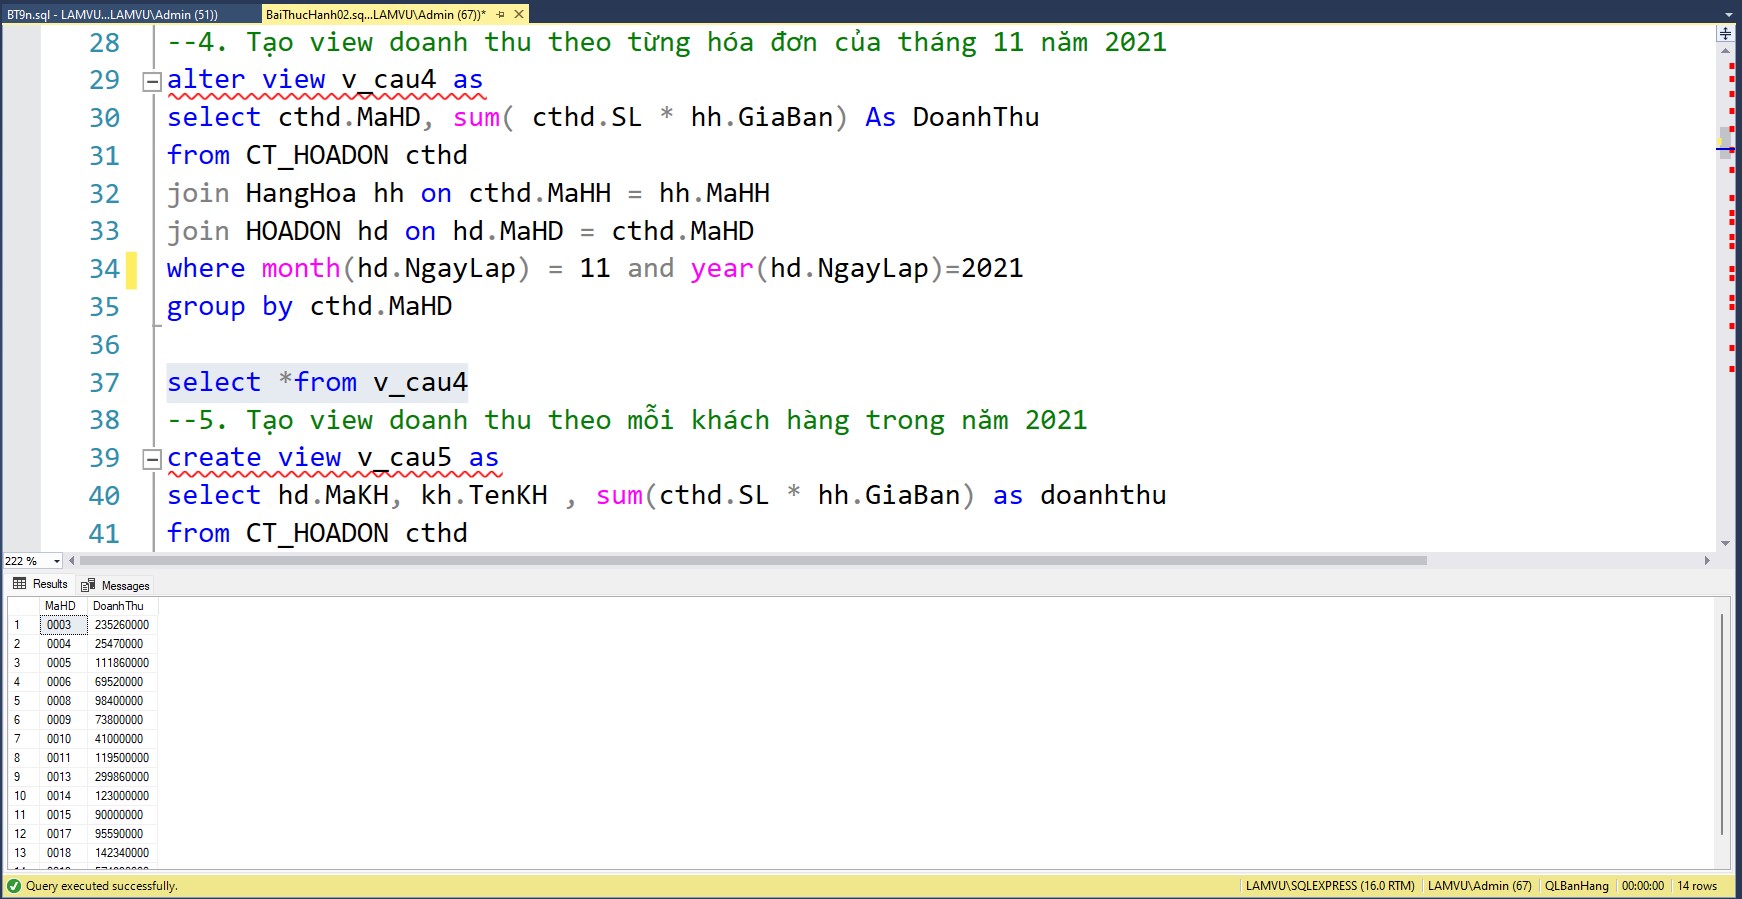 BT9n.sql - LAMVU...LAMVU\Admin (51))
BaiThucHanh02.sq...LAMVU\Admin (67))*
28 --4. Tạo view doanh thu theo từng hóa đơn của tháng 11 năm 2021
29 alter view v_cau4 as
30 select cthd.MaHD, sum( cthd.SL * hh.GiaBan) As DoanhThu
31 from CT_HOADON cthd
32 join HangHoa hh on cthd.MaHH = hh.MaHH
33 join HOADON hd on hd.MaHD = cthd.MaHD
34 where month(hd.NgayLap) = 11 and year(hd.NgayLap)=2021
35 group by cthd.MaHD
36
37 select *from v_cau4
38 --5. Tạo view doanh thu theo mỗi khách hàng trong năm 2021
39 create view v_cau5 as
40 select hd.MaKH, kh.TenKH , sum(cthd.SL * hh.GiaBan) as doanhthu
41 from CT_HOADON cthd
222 %
Results Messages
MaHD DoanhThu
1 0003 235260000
2 0004 25470000
3 0005 111860000
4 0006 69520000
5 0008 98400000
6 0009 73800000
7 0010 41000000
8 0011 119500000
9 0013 299860000
10 0014 123000000
11 0015 90000000
12 0017 95590000
13 0018 142340000
Query executed successfully. LAMVU\SQLEXPRESS (16.0 RTM) LAMVU\Admin (67) QLBanHang 00:00:00 14 rows